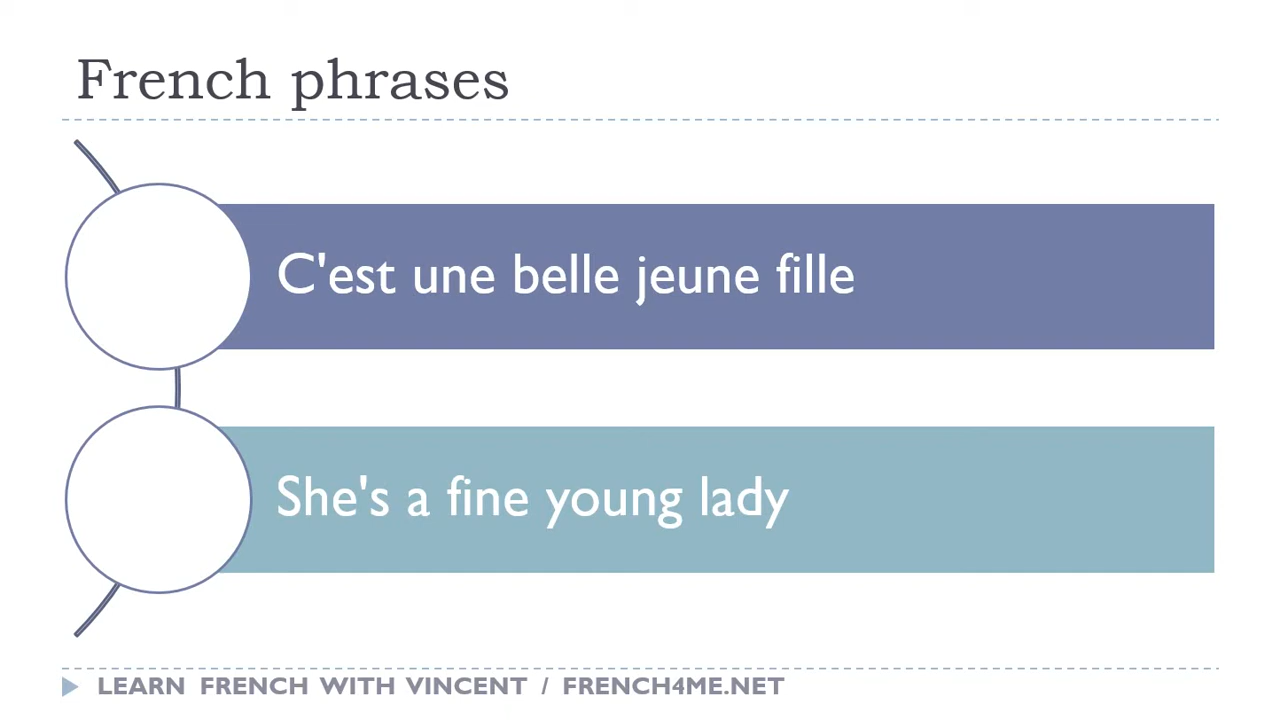 French phrases
C'est une belle jeune fille
She's a fine young lady
LEARN FRENCH WITH VINCENT / FRENCH4ME.NET